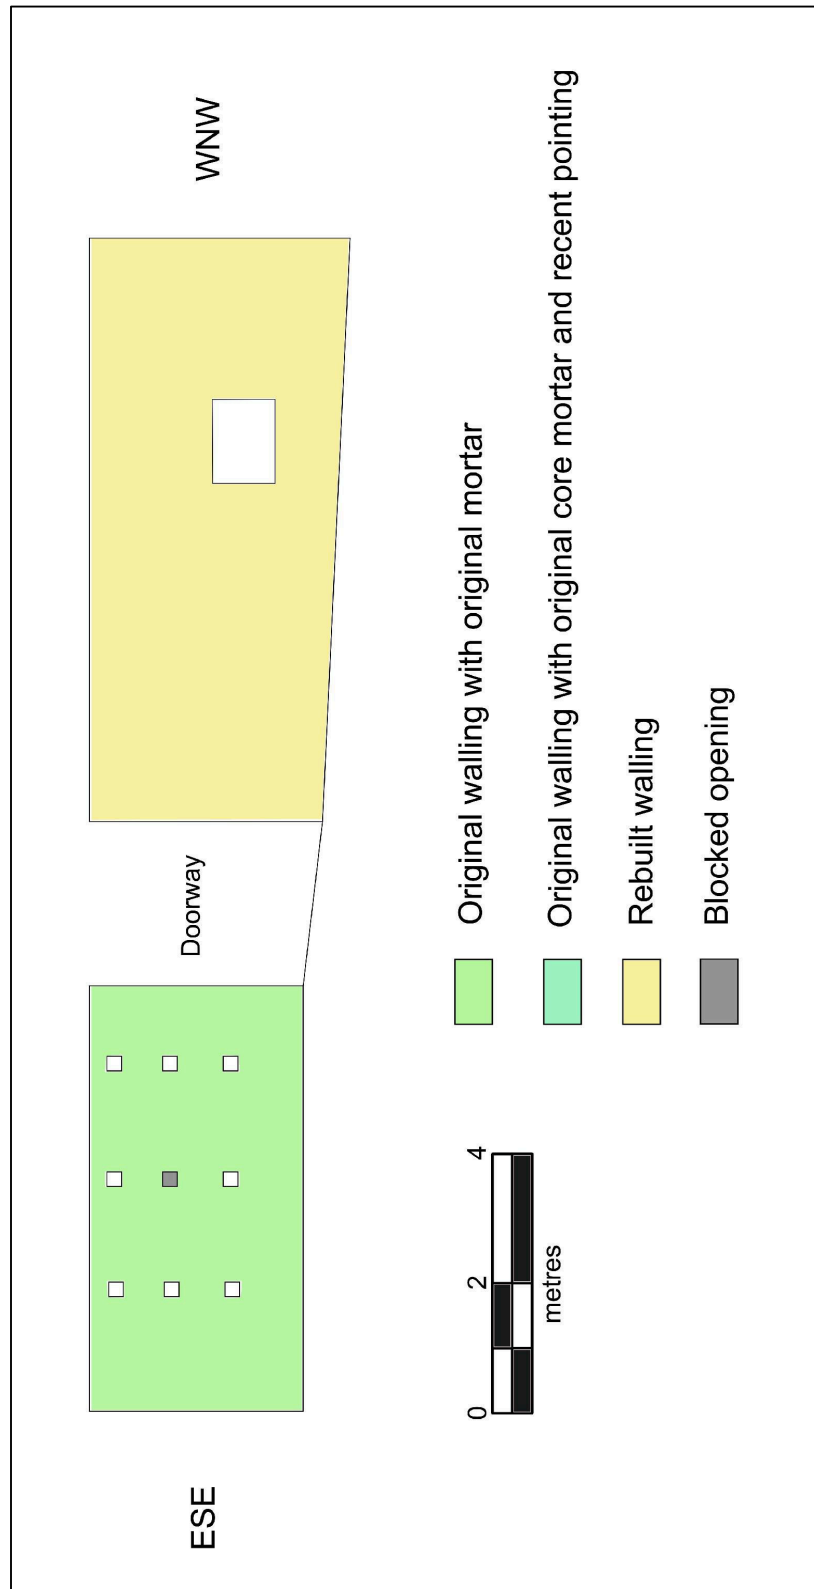 ESE
Doorway
WNW
0 2 4
metres
Original walling with original mortar
Original walling with original core mortar and recent pointing
Rebuilt walling
Blocked opening